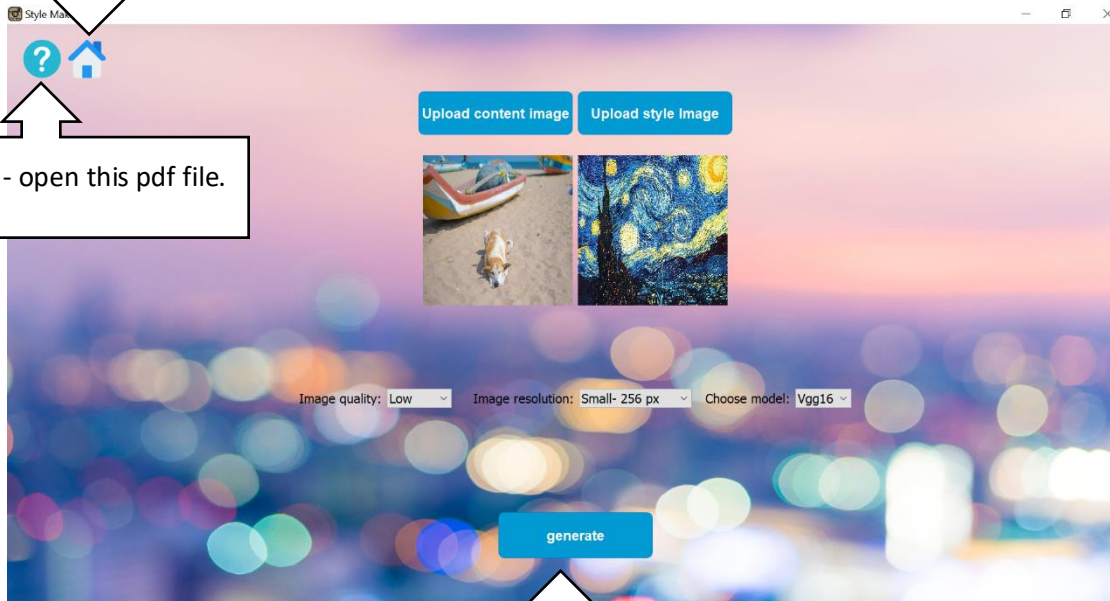 Style Mak
?
Upload content image Upload style Image
- open this pdf file.
Image quality: Low Image resolution: Small- 256 px Choose model: Vgg16
generate